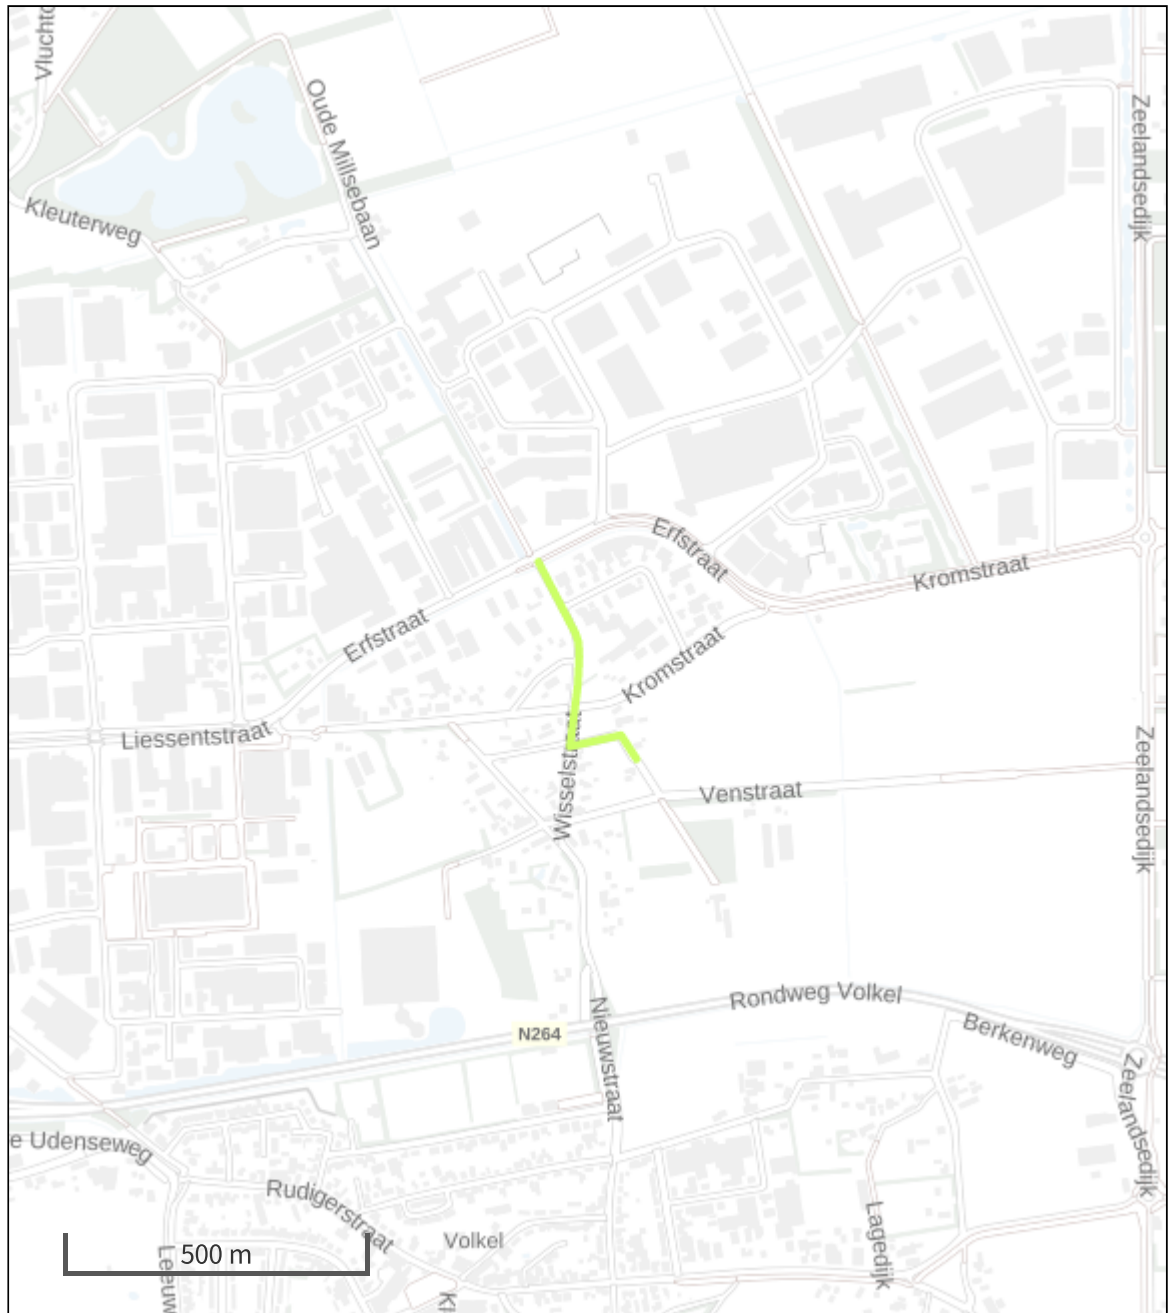 Vluchto
Oude Millsebaan
Zeelandsedijk
Kleuterweg
Erfstraat
Kromstraat
Erfstraat
Kromstraat
Liessentstraat
Wisselstraat
Venstraat
Zeelandsedijk
Rondweg Volkel
N264
Nieuwstraat
Berkenweg
Zeelandsedijk
e Udenseweg
Rudigerstraat
Lagedijk
Volkel
500 m
Leeuw